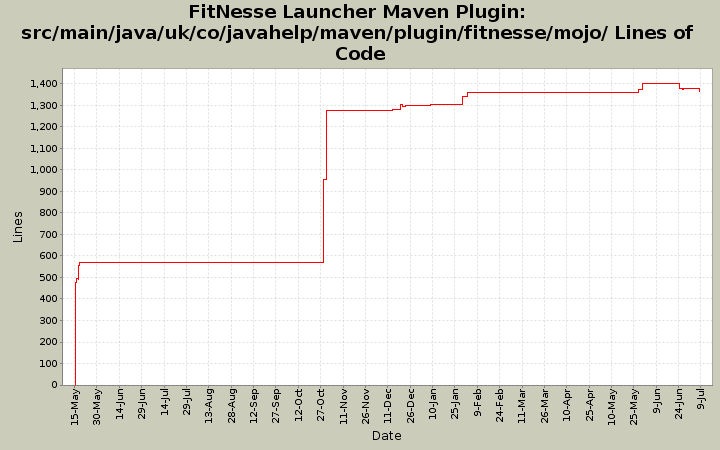 FitNesse Launcher Maven Plugin:
src/main/java/uk/co/javahelp/maven/plugin/fitnesse/mojo/ Lines of
Code
Lines
1,400
1,300
1,200
1,100
1,000
900
800
700
600
500
400
300
200
100
0
15-May
30-May
14-Jun
29-Jun
14-Jul
29-Jul
13-Aug
28-Aug
12-Sep
27-Sep
12-Oct
27-Oct
11-Nov
26-Nov
11-Dec
26-Dec
10-Jan
25-Jan
9-Feb
24-Feb
11-Mar
26-Mar
10-Apr
25-Apr
10-May
25-May
9-Jun
24-Jun
9-Jul
Date